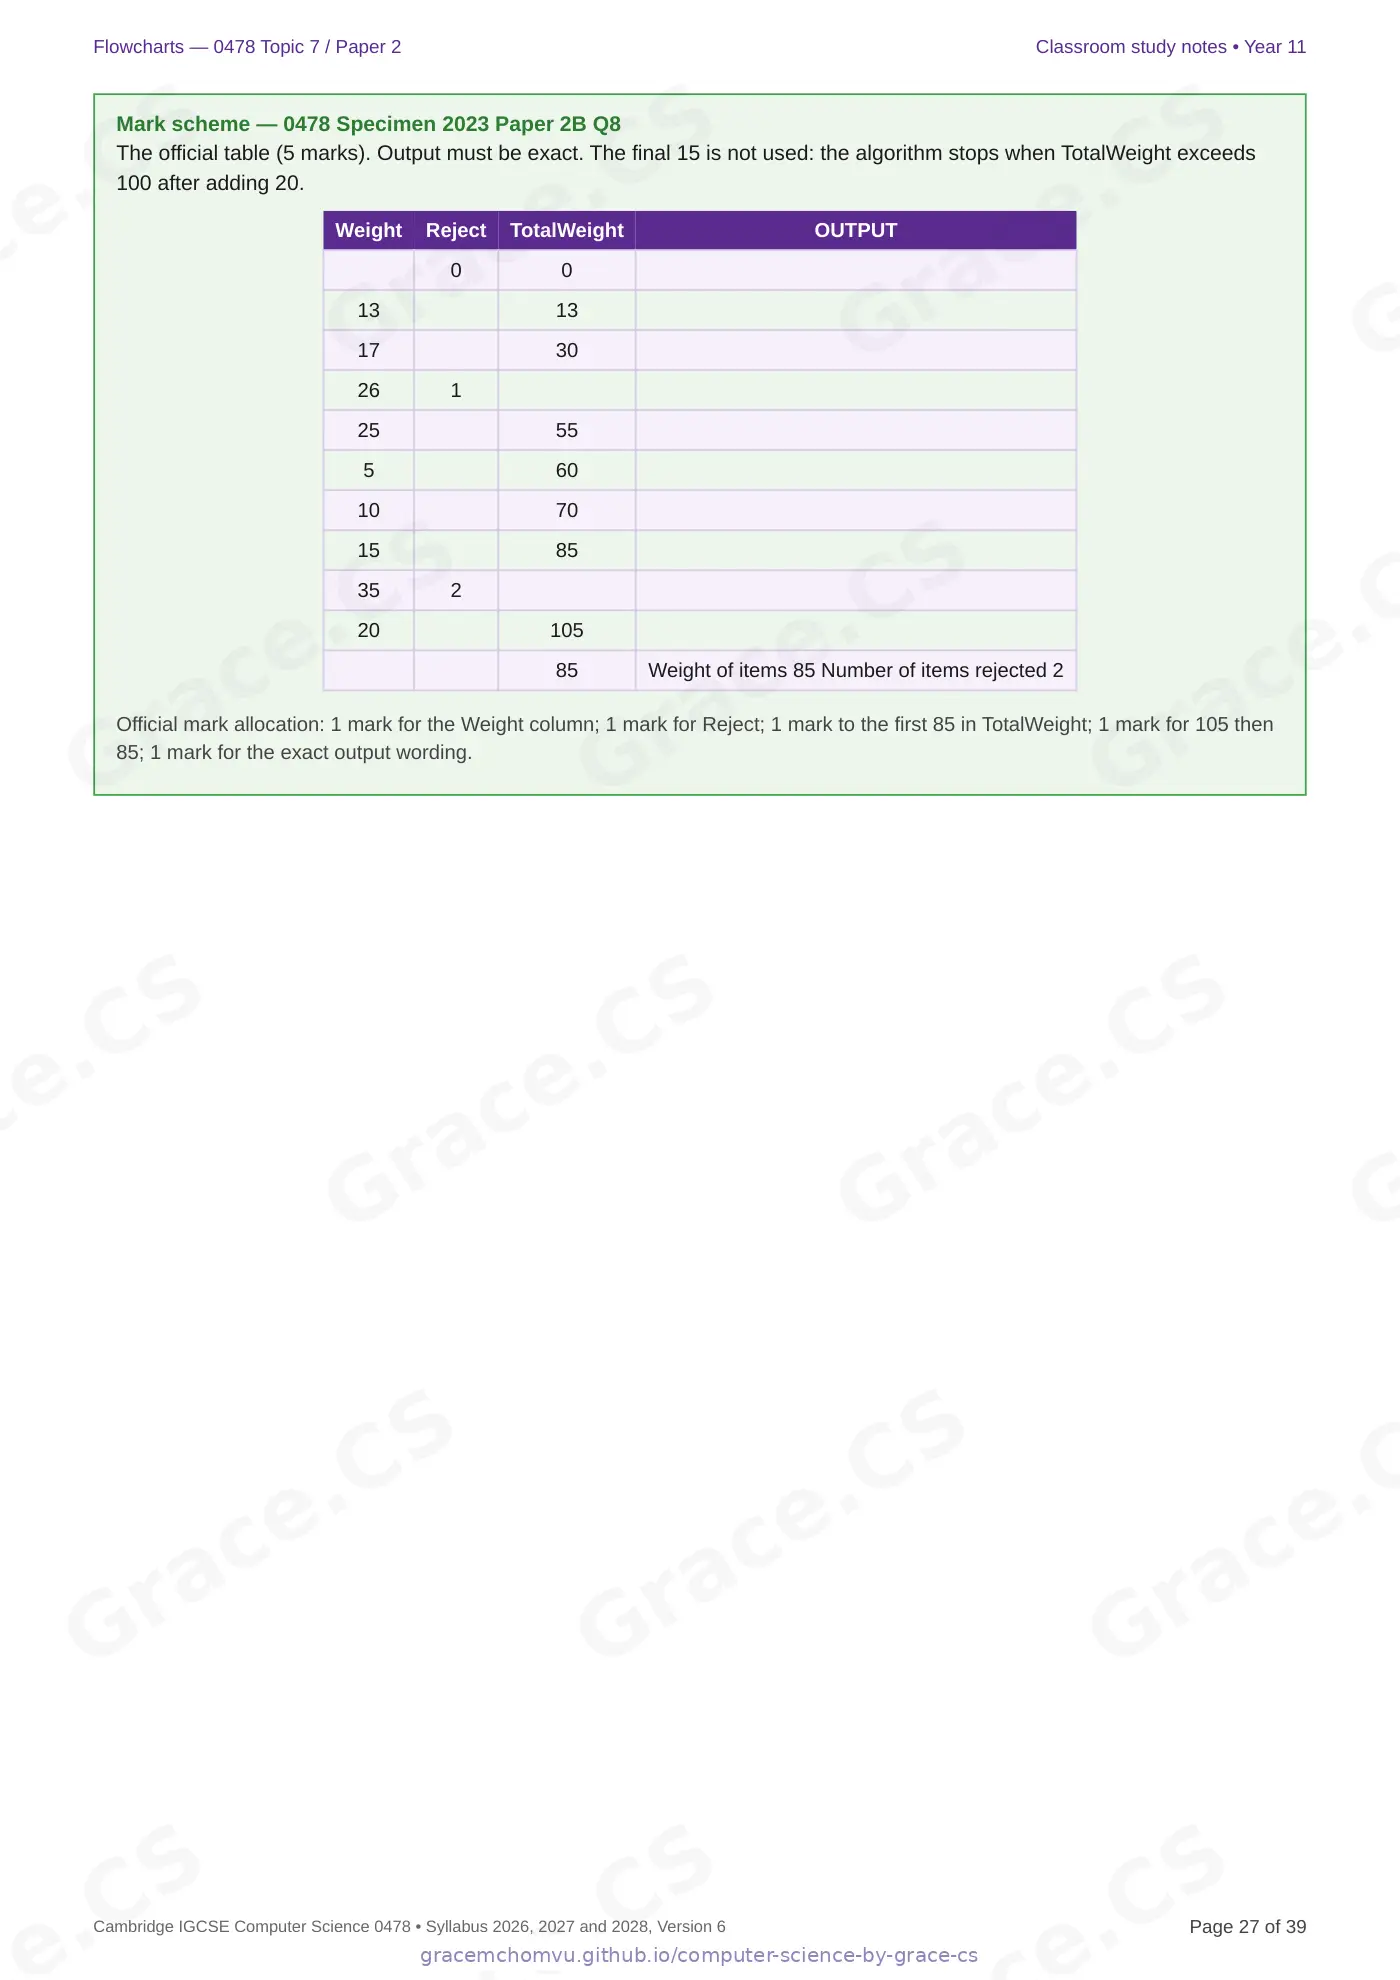 Flowcharts — 0478 Topic 7 / Paper 2
Classroom study notes • Year 11
Mark scheme — 0478 Specimen 2023 Paper 2B Q8
The official table (5 marks). Output must be exact. The final 15 is not used: the algorithm stops when TotalWeight exceeds
100 after adding 20.
Weight Reject TotalWeight OUTPUT
0 0
13 13
17 30
26 1
25 55
5 60
10 70
15 85
35 2
20 105
85 Weight of items 85 Number of items rejected 2
Official mark allocation: 1 mark for the Weight column; 1 mark for Reject; 1 mark to the first 85 in TotalWeight; 1 mark for 105 then
85; 1 mark for the exact output wording.
Grace.CS
Cambridge IGCSE Computer Science 0478 • Syllabus 2026, 2027 and 2028, Version 6
Page 27 of 39
gracemchomvu.github.io/computer-science-by-grace-cs